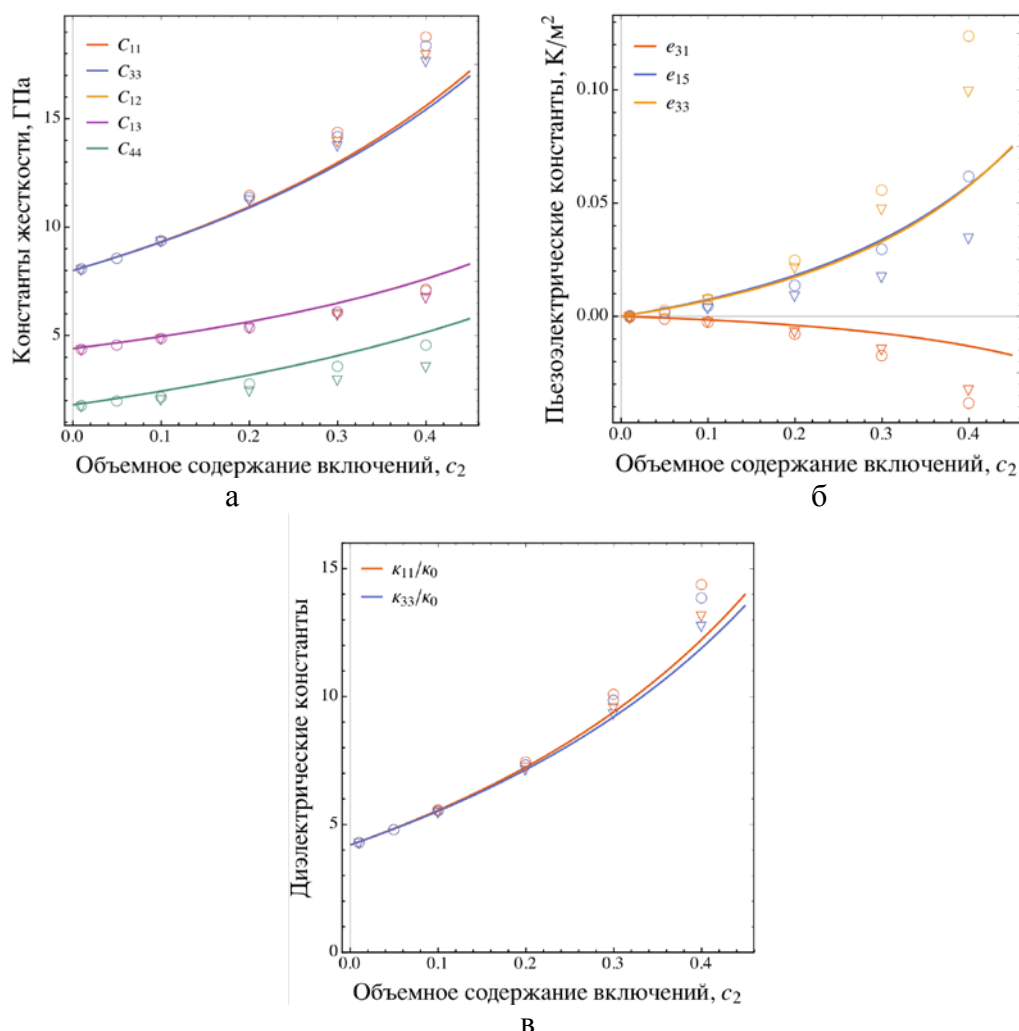 C₁₁
C₃₃
C₁₂
C₁₃
C₄₄
Константы жесткости, ГПа
15
10
5
0.0 0.1 0.2 0.3 0.4
Объемное содержание включений, c₂
а
e₃₁
e₁₅
e₃₃
Пьезоэлектрические константы, К/м²
0.10
0.05
0.00
0.0 0.1 0.2 0.3 0.4
Объемное содержание включений, c₂
б
κ₁₁/κ₀
κ₃₃/κ₀
Диэлектрические константы
15
10
5
0
0.0 0.1 0.2 0.3 0.4
Объемное содержание включений, c₂
в